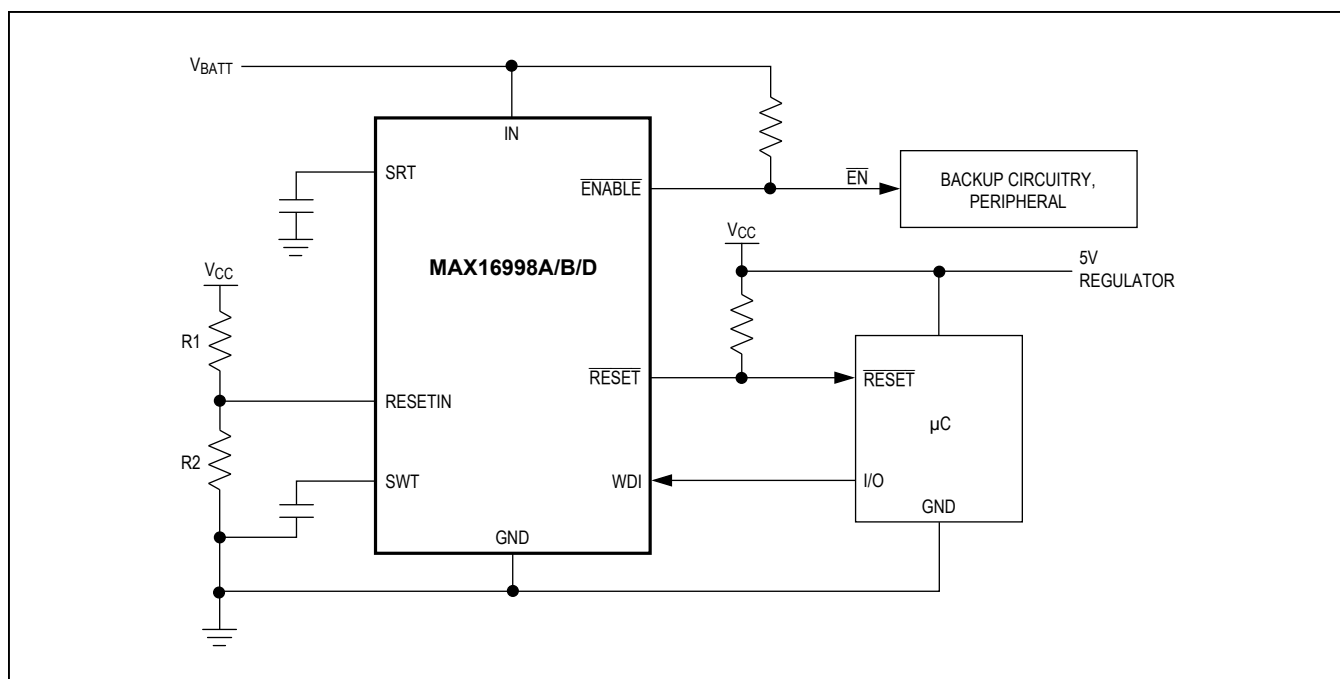 VBATT
IN
SRT
ENABLE
EN
BACKUP CIRCUITRY,
PERIPHERAL
VCC
MAX16998A/B/D
5V
REGULATOR
VCC
R1
RESET
RESET
RESETIN
µC
R2
SWT
WDI
I/O
GND
GND